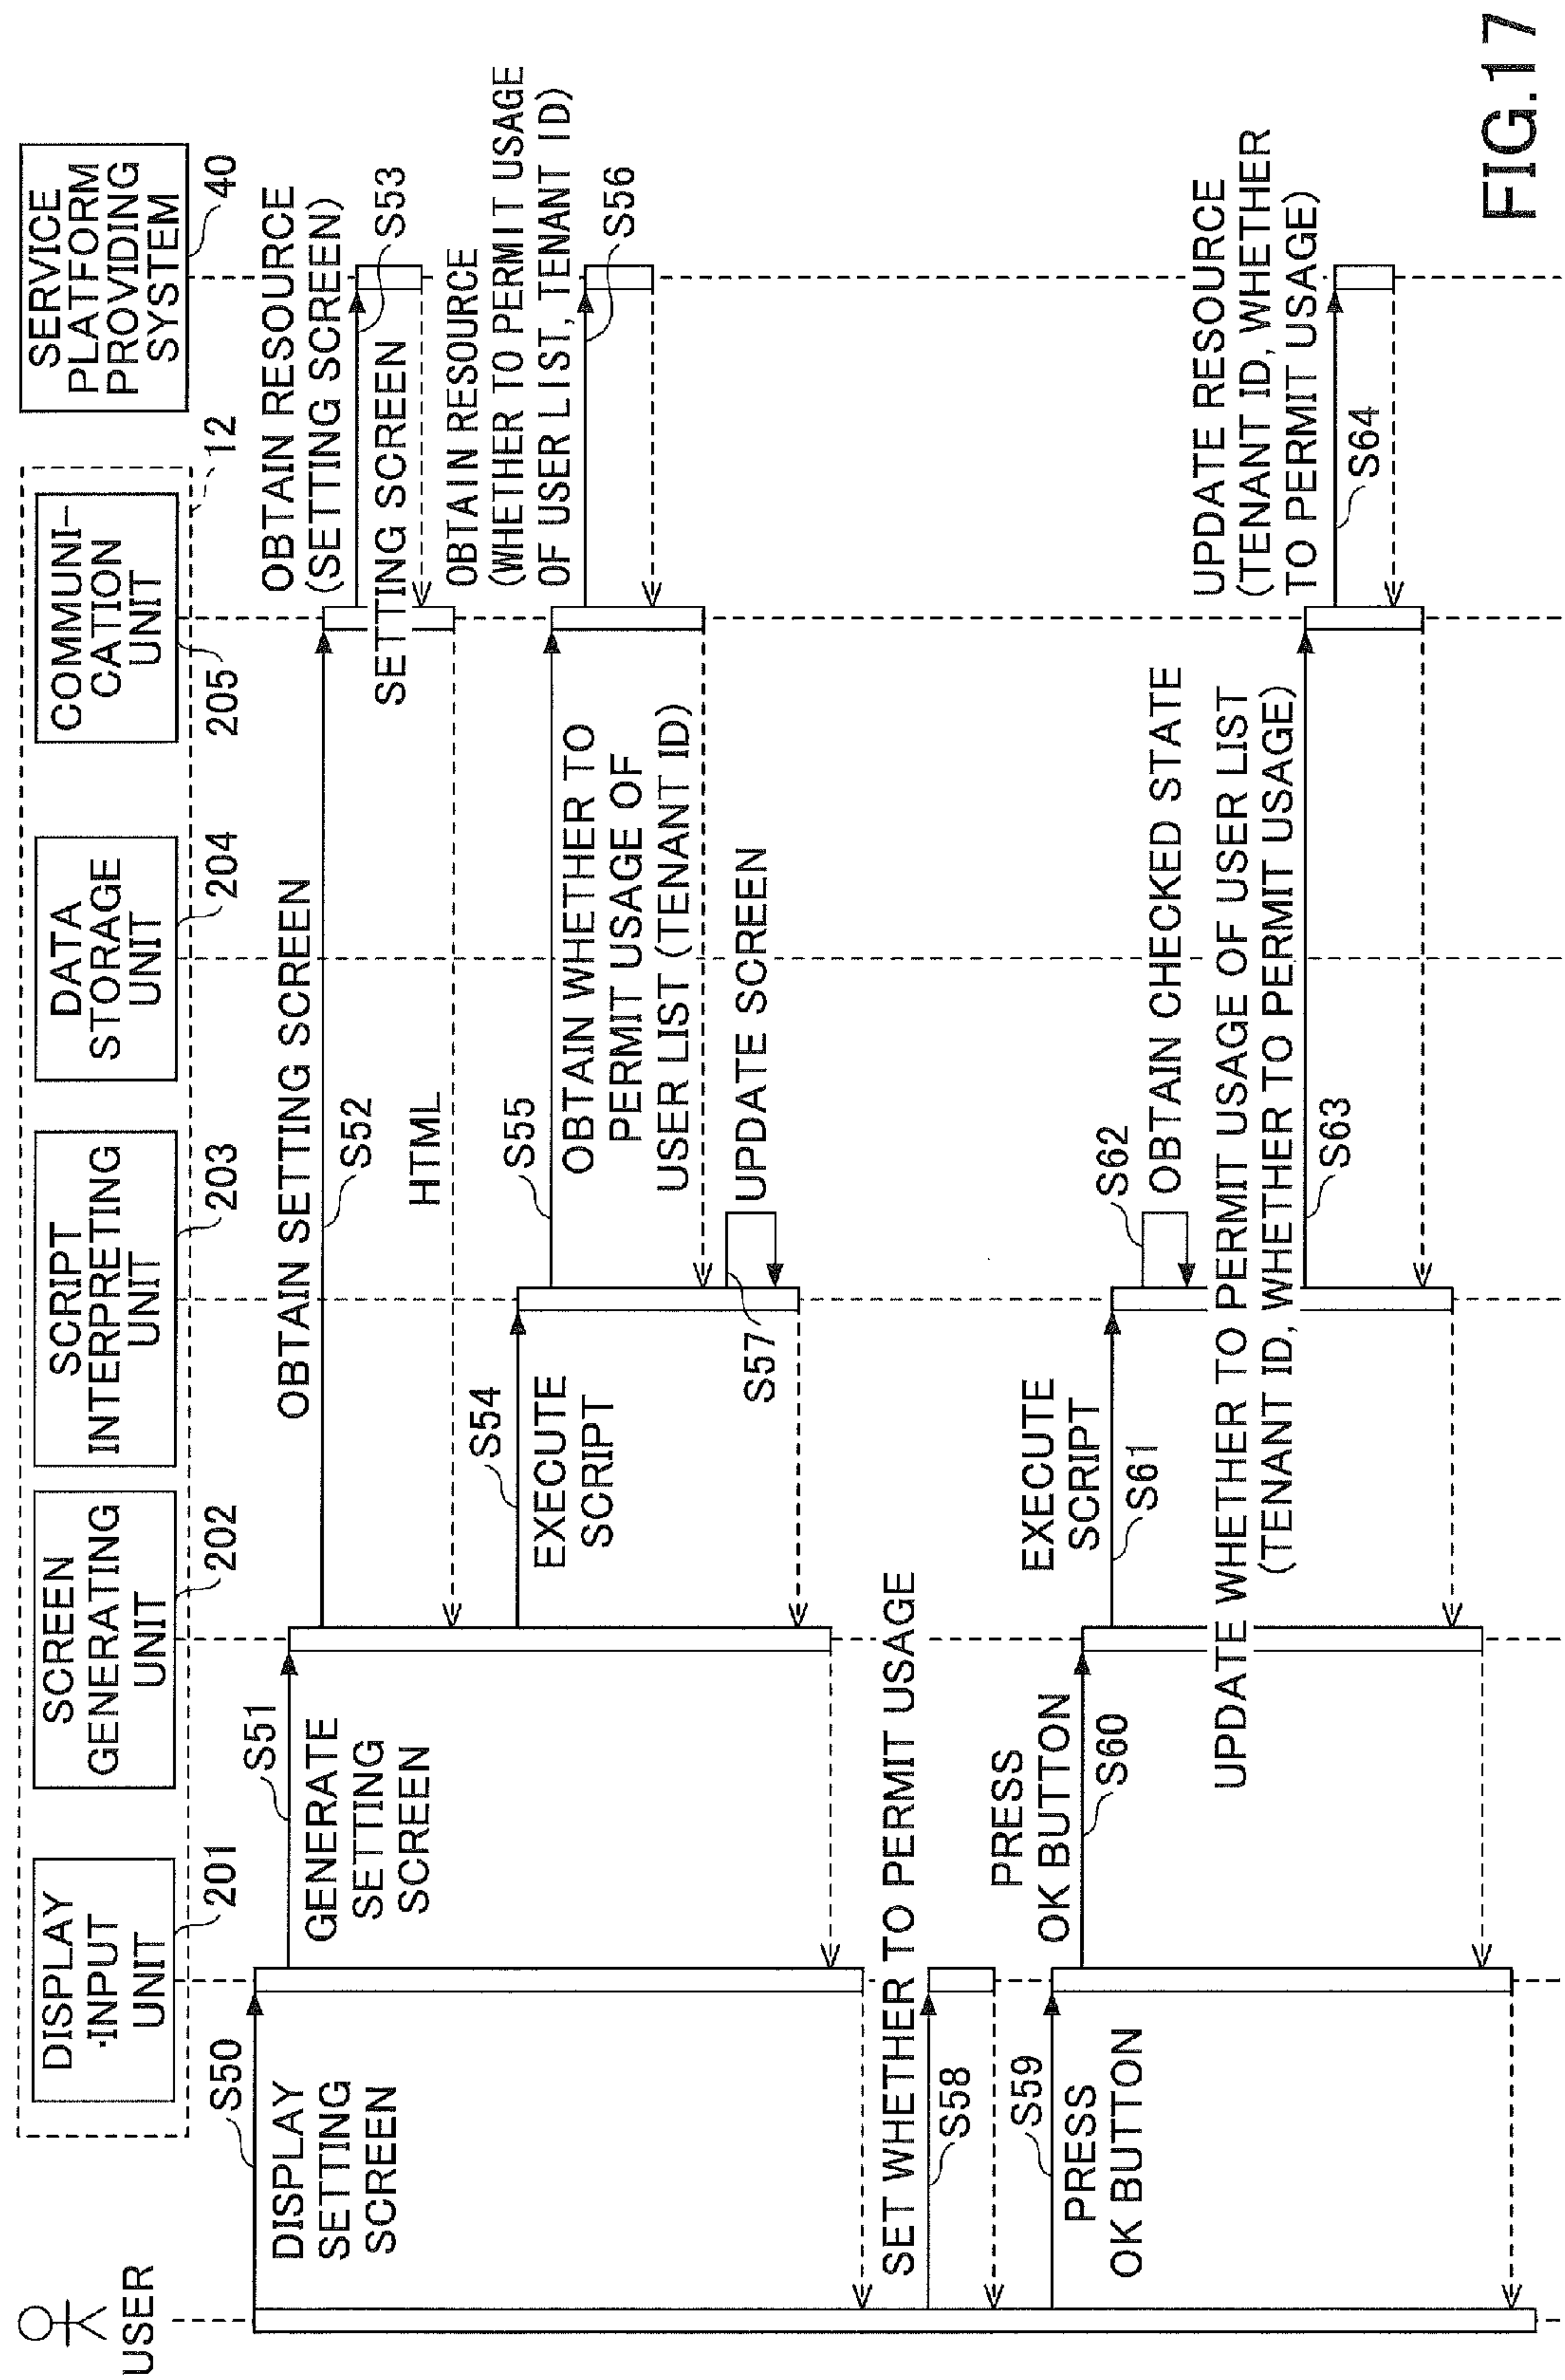 USER
DISPLAY
·INPUT
UNIT
201
SCREEN
GENERATING
UNIT
202
SCRIPT
INTERPRETING
UNIT
203
DATA
STORAGE
UNIT
204
COMMUNI-
CATION
UNIT
205
12
SERVICE
PLATFORM
PROVIDING
SYSTEM
40
S50
DISPLAY
SETTING
SCREEN
S51
GENERATE
SETTING
SCREEN
OBTAIN SETTING SCREEN
S52
OBTAIN RESOURCE
(SETTING SCREEN)
S53
SETTING SCREEN
HTML
S54
EXECUTE
SCRIPT
S55
OBTAIN WHETHER TO
PERMIT USAGE OF
USER LIST (TENANT ID)
OBTAIN RESOURCE
(WHETHER TO PERMIT USAGE
OF USER LIST, TENANT ID)
S56
S57
UPDATE SCREEN
SET WHETHER TO PERMIT USAGE
S58
S59
PRESS
OK BUTTON
PRESS
OK BUTTON
S60
EXECUTE
SCRIPT
S61
S62
OBTAIN CHECKED STATE
UPDATE WHETHER TO PERMIT USAGE OF USER LIST
(TENANT ID, WHETHER TO PERMIT USAGE)
S63
UPDATE RESOURCE
(TENANT ID, WHETHER
TO PERMIT USAGE)
S64
FIG.17